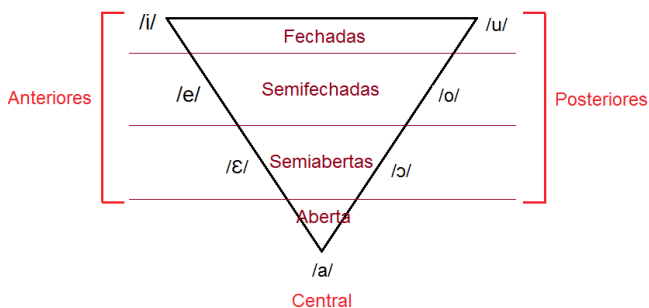 /i/
/u/
Fechadas
Anteriores
/e/
Semifechadas
/o/
Posteriores
/Ɛ/
Semiabertas
/ɔ/
Aberta
/a/
Central